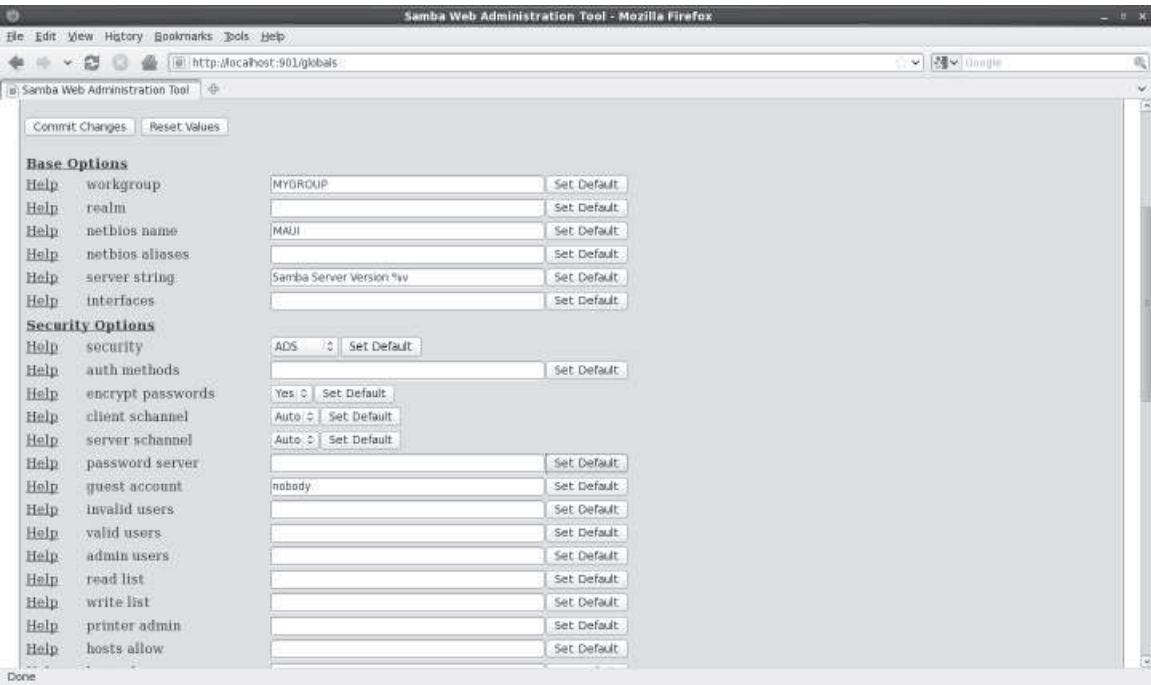 Samba Web Administration Tool - Mozilla Firefox
File Edit View History Bookmarks Tools Help
http://localhost:901/globals Google
Samba Web Administration Tool
Commit Changes Reset Values
Base Options
Help workgroup MYGROUP Set Default
Help realm Set Default
Help netbios name MAUI Set Default
Help netbios aliases Set Default
Help server string Samba Server Version %v Set Default
Help interfaces Set Default
Security Options
Help security ADS Set Default
Help auth methods Set Default
Help encrypt passwords Yes Set Default
Help client schannel Auto Set Default
Help server schannel Auto Set Default
Help password server Set Default
Help guest account nobody Set Default
Help invalid users Set Default
Help valid users Set Default
Help admin users Set Default
Help read list Set Default
Help write list Set Default
Help printer admin Set Default
Help hosts allow Set Default
Done